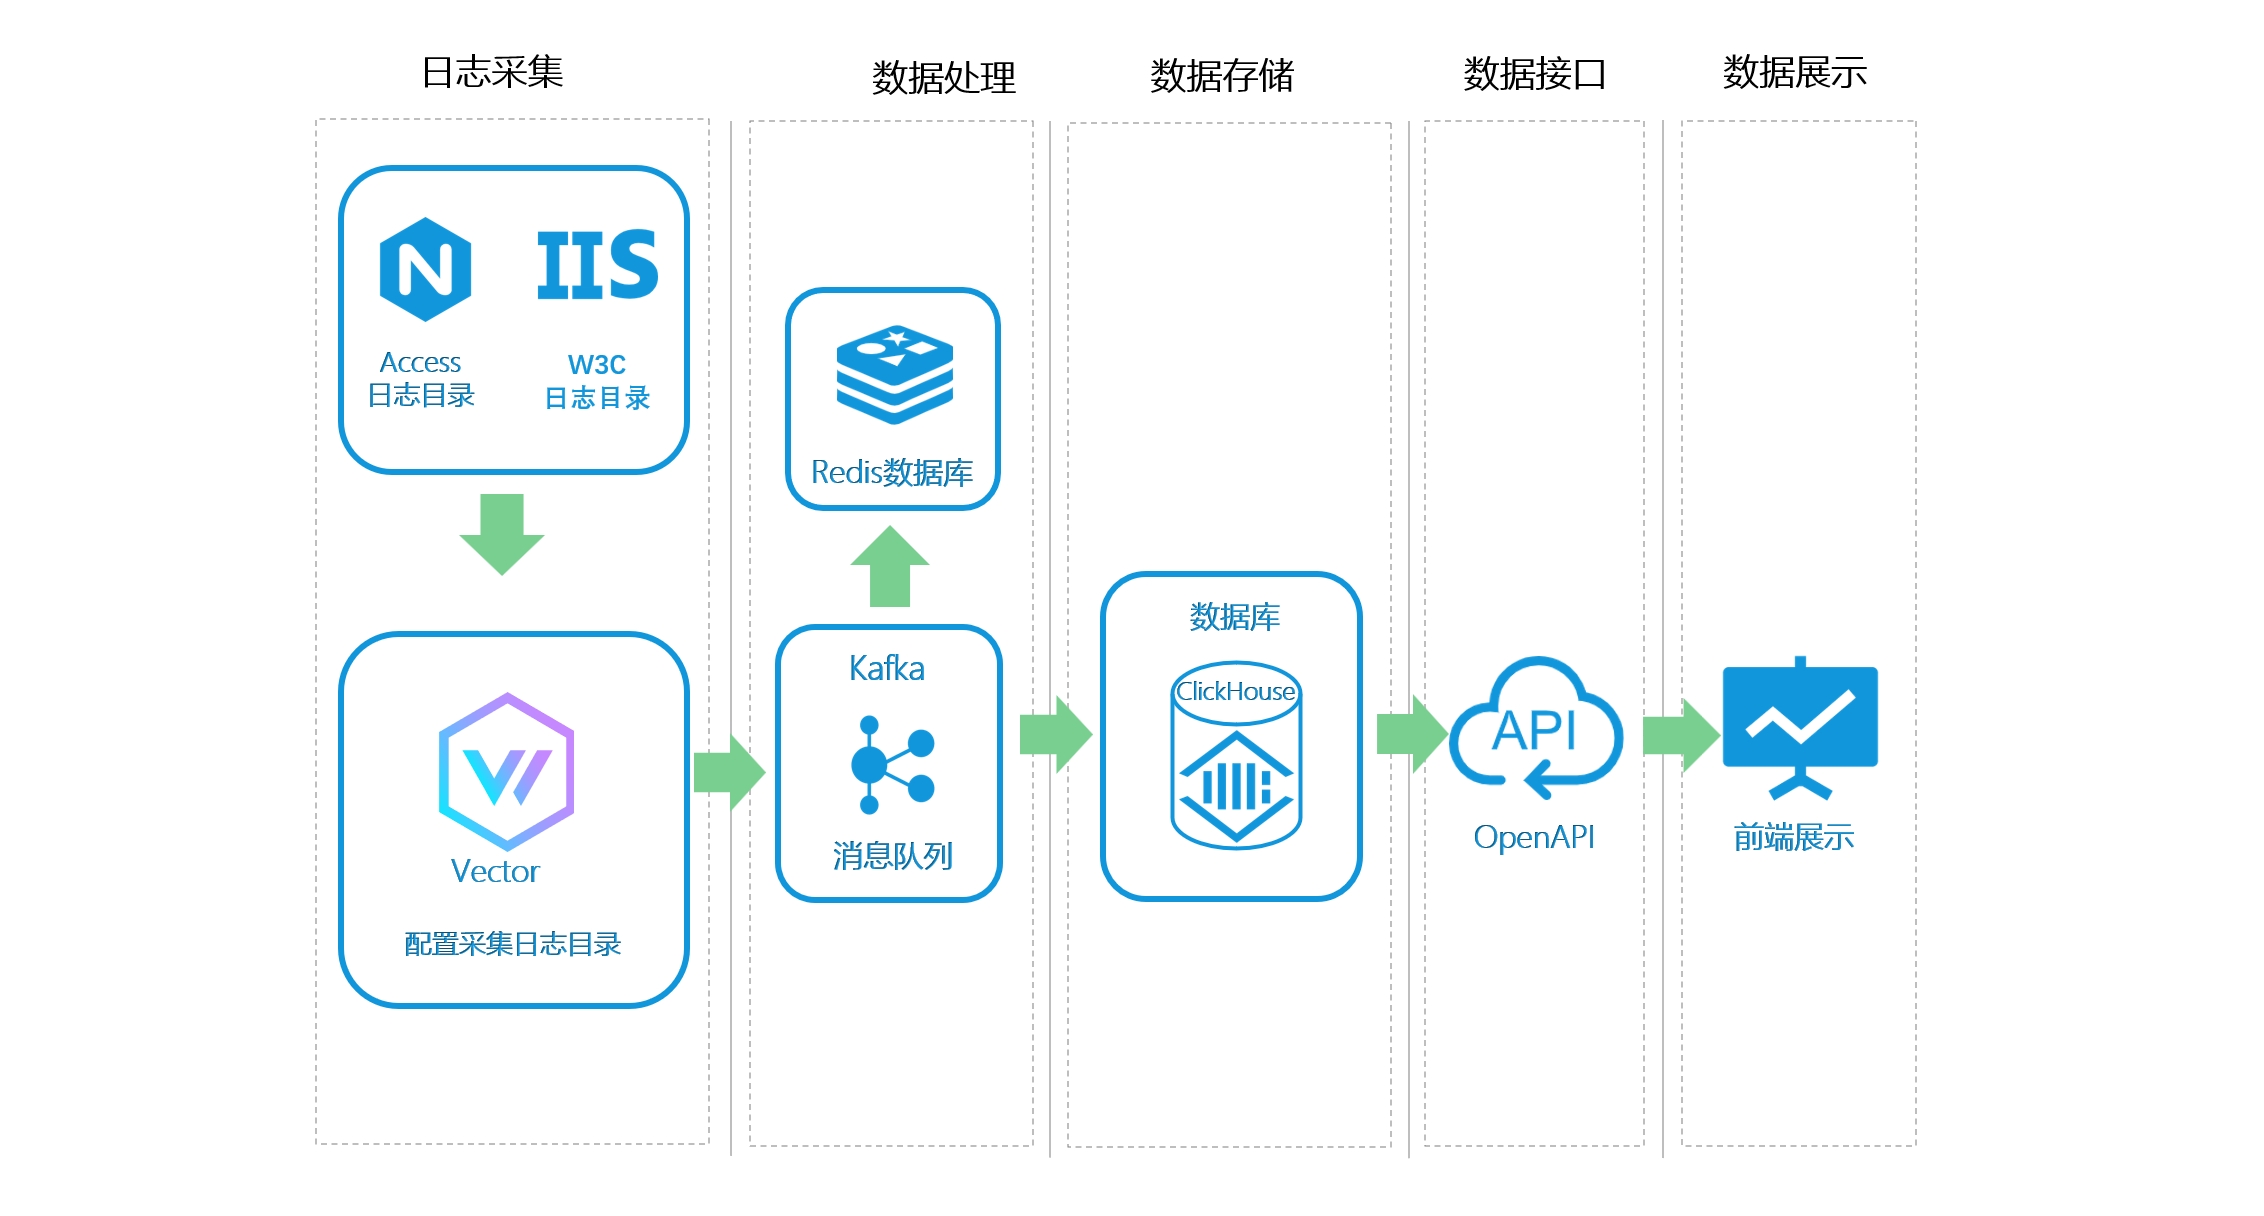 日志采集
数据处理
数据存储
数据接口
数据展示
IIS
Access
日志目录
W3C
日志目录
Vector
配置采集日志目录
Redis数据库
Kafka
消息队列
数据库
ClickHouse
API
OpenAPI
前端展示